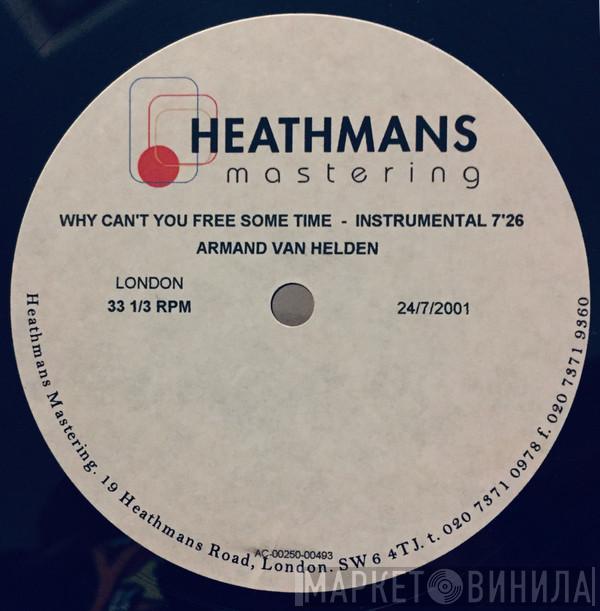 HEATHMANS
mastering
WHY CAN'T YOU FREE SOME TIME - INSTRUMENTAL 7'26
ARMAND VAN HELDEN
LONDON
33 1/3 RPM
24/7/2001
Heathmans Mastering. 19 Heathmans Road, London. SW6 4TJ. t. 020 7371 0978 f. 020 7371 9360
AC-00250-00493
МАРКЕТ ВИНИЛА